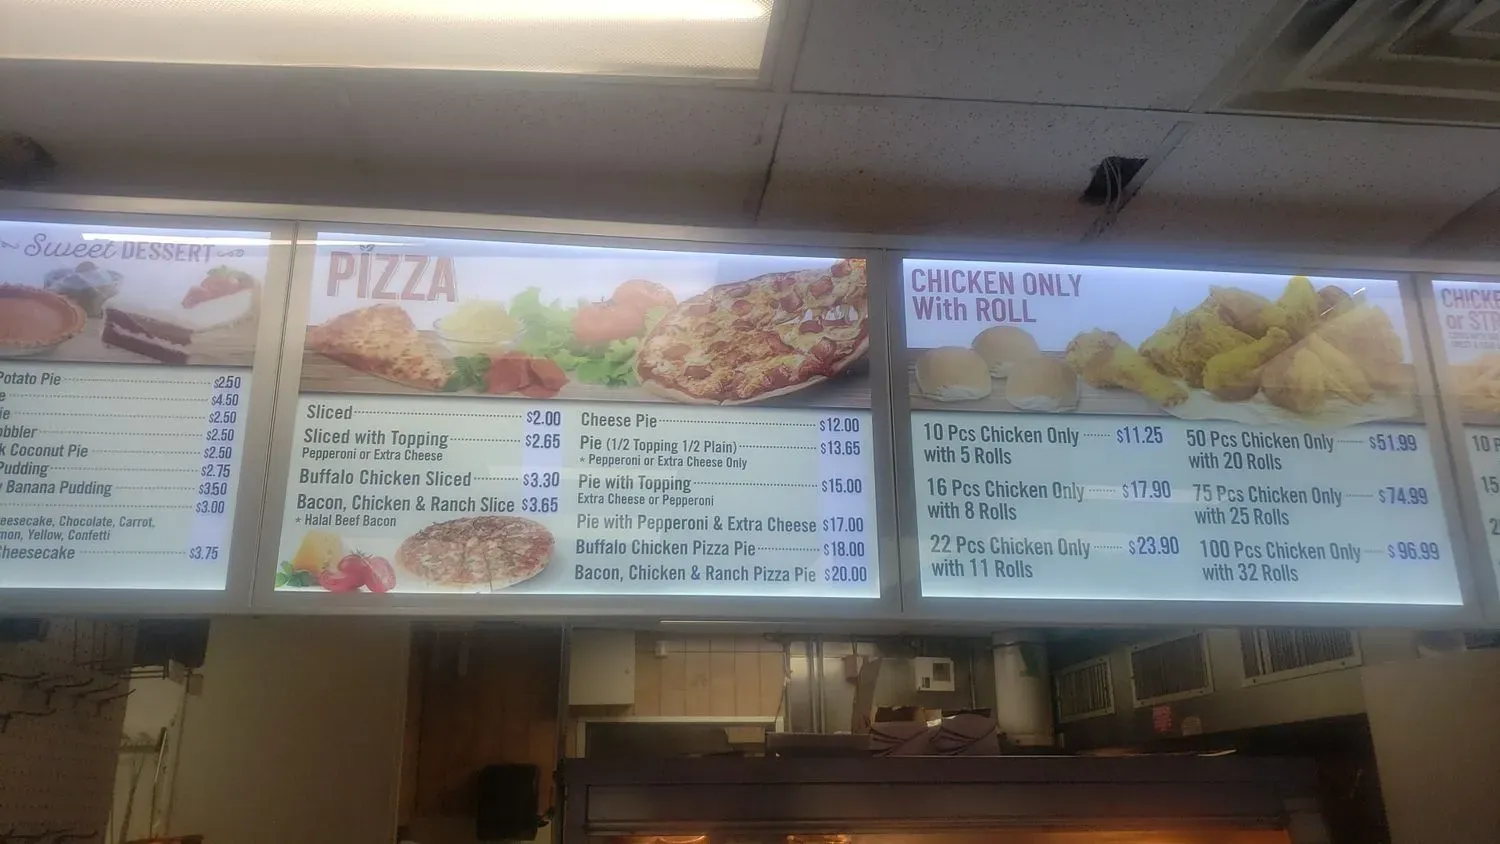 Sweet DESSERT
Potato Pie $2.50
$4.50
$2.50
$2.50
Coconut Pie $2.50
Pudding $2.75
Banana Pudding $3.50
$3.00
Chocolate, Carrot,
Yellow, Confetti
Cheesecake $3.75
PIZZA
Sliced $2.00
Sliced with Topping $2.65
Pepperoni or Extra Cheese
Buffalo Chicken Sliced $3.30
Bacon, Chicken & Ranch Slice $3.65
* Halal Beef Bacon
Cheese Pie $12.00
Pie (1/2 Topping 1/2 Plain) $13.65
* Pepperoni or Extra Cheese Only
Pie with Topping $15.00
Extra Cheese or Pepperoni
Pie with Pepperoni & Extra Cheese $17.00
Buffalo Chicken Pizza Pie $18.00
Bacon, Chicken & Ranch Pizza Pie $20.00
CHICKEN ONLY
With ROLL
10 Pcs Chicken Only $11.25
with 5 Rolls
16 Pcs Chicken Only $17.90
with 8 Rolls
22 Pcs Chicken Only $23.90
with 11 Rolls
50 Pcs Chicken Only $51.99
with 20 Rolls
75 Pcs Chicken Only $74.99
with 25 Rolls
100 Pcs Chicken Only $96.99
with 32 Rolls
or
10
15